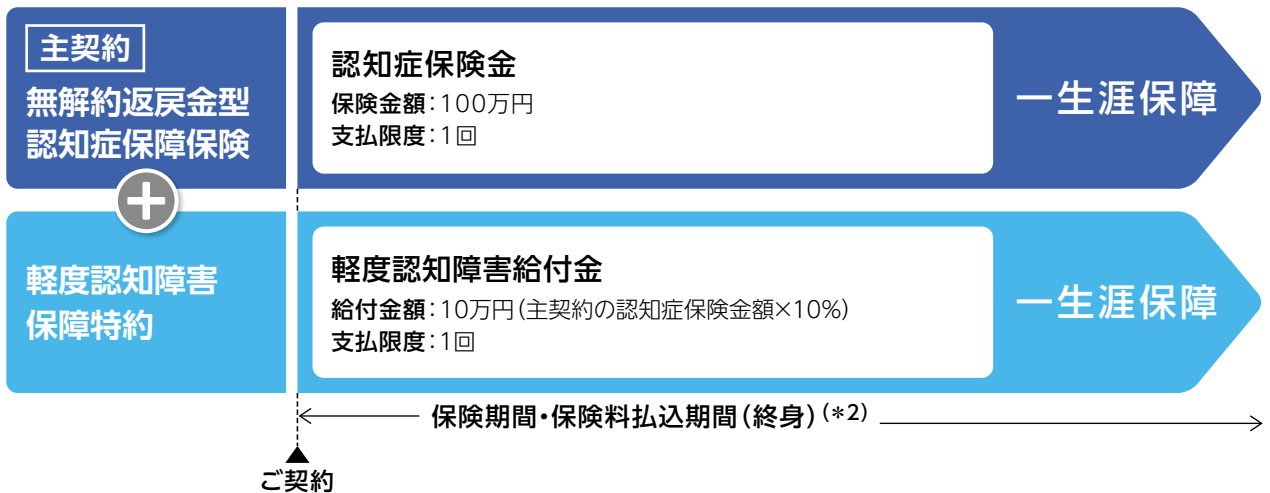 主契約
無解約返戻金型
認知症保障保険
認知症保険金
保険金額：100万円
支払限度：1回
一生涯保障
軽度認知障害
保障特約
軽度認知障害給付金
給付金額：10万円（主契約の認知症保険金額×10%）
支払限度：1回
一生涯保障
保険期間・保険料払込期間（終身）（*2）
ご契約